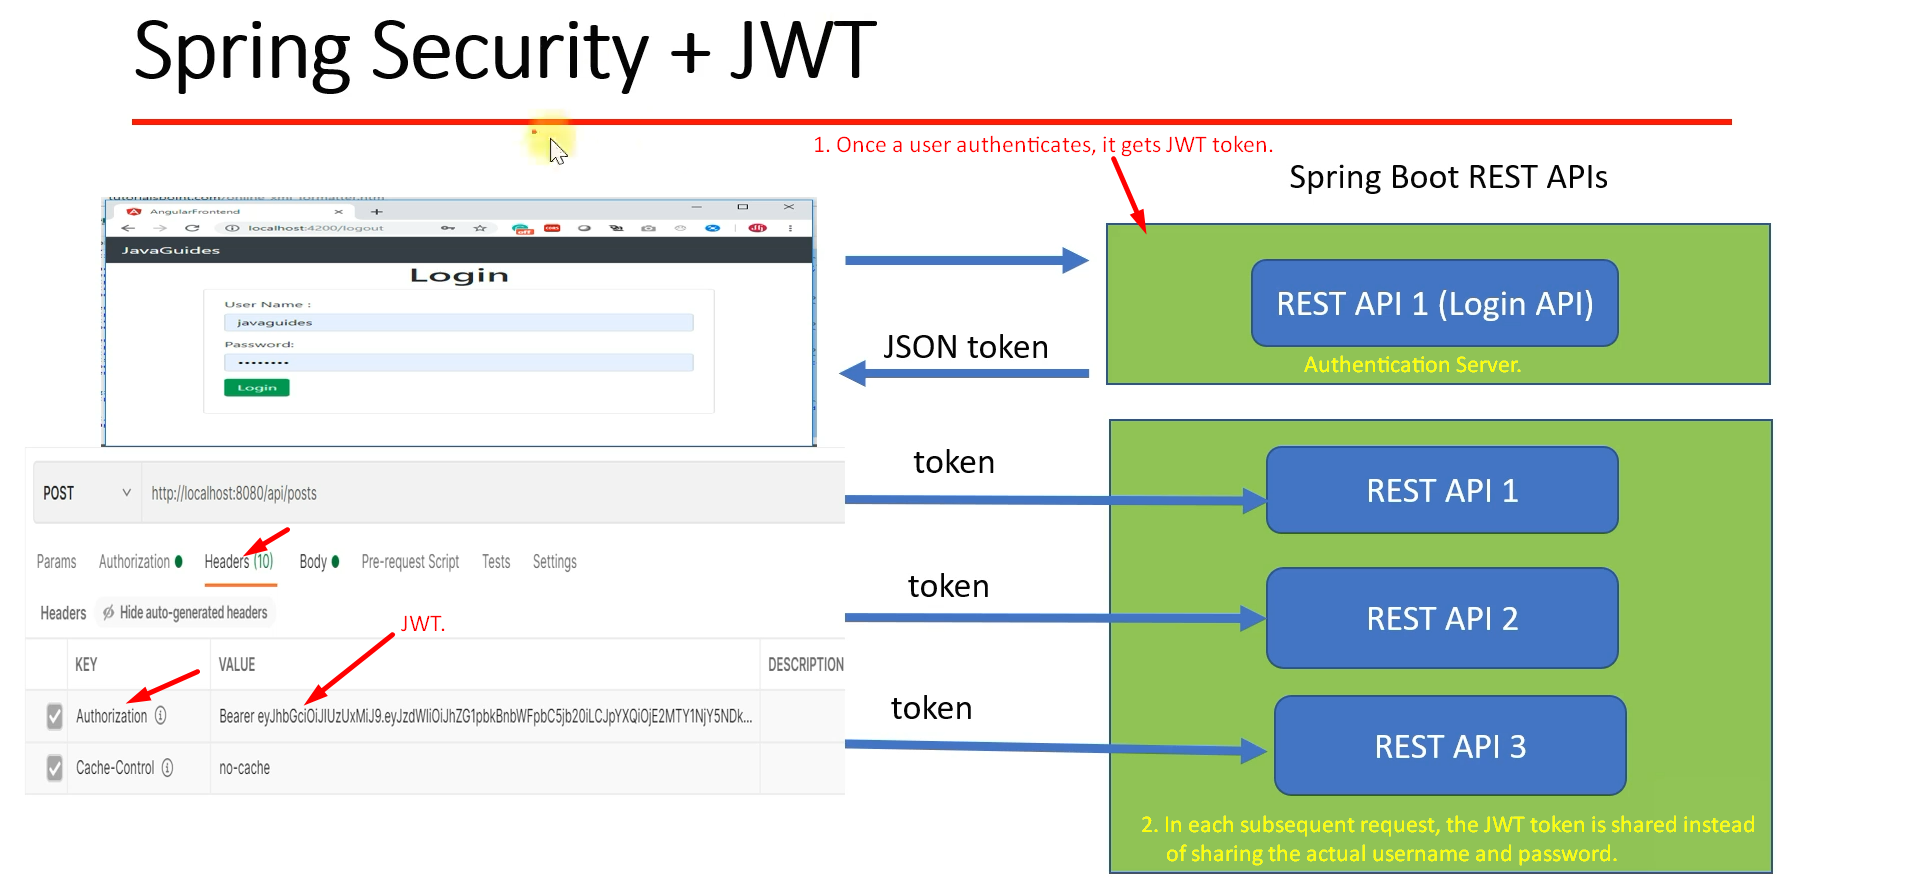 Spring Security + JWT
1. Once a user authenticates, it gets JWT token.
Spring Boot REST APIs
AngularFrontend
localhost:4200/logout
JavaGuides
Login
User Name :
javaguides
Password:
••••••••
Login
JSON token
REST API 1 (Login API)
Authentication Server.
POST
http://localhost:8080/api/posts
Params Authorization Headers (10) Body Pre-request Script Tests Settings
Headers Hide auto-generated headers
JWT.
KEY VALUE DESCRIPTION
Authorization Bearer eyJhbGciOiJIUzUxMiJ9.eyJzdWIiOiJhZG1pbkBnbWFpbC5jb20iLCJpYXQiOjE2MTY1NjY5NDk...
Cache-Control no-cache
token
REST API 1
token
REST API 2
token
REST API 3
2. In each subsequent request, the JWT token is shared instead
of sharing the actual username and password.